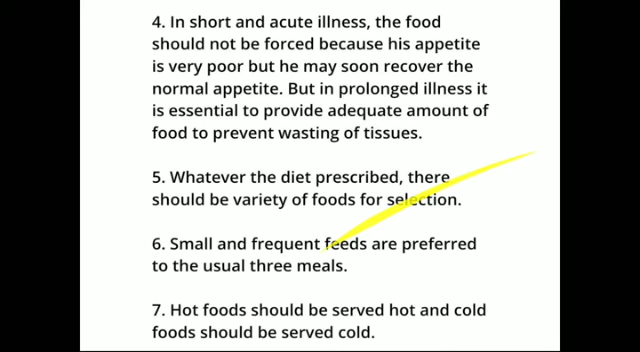 4. In short and acute illness, the food
should not be forced because his appetite
is very poor but he may soon recover the
normal appetite. But in prolonged illness it
is essential to provide adequate amount of
food to prevent wasting of tissues.
5. Whatever the diet prescribed, there
should be variety of foods for selection.
6. Small and frequent feeds are preferred
to the usual three meals.
7. Hot foods should be served hot and cold
foods should be served cold.